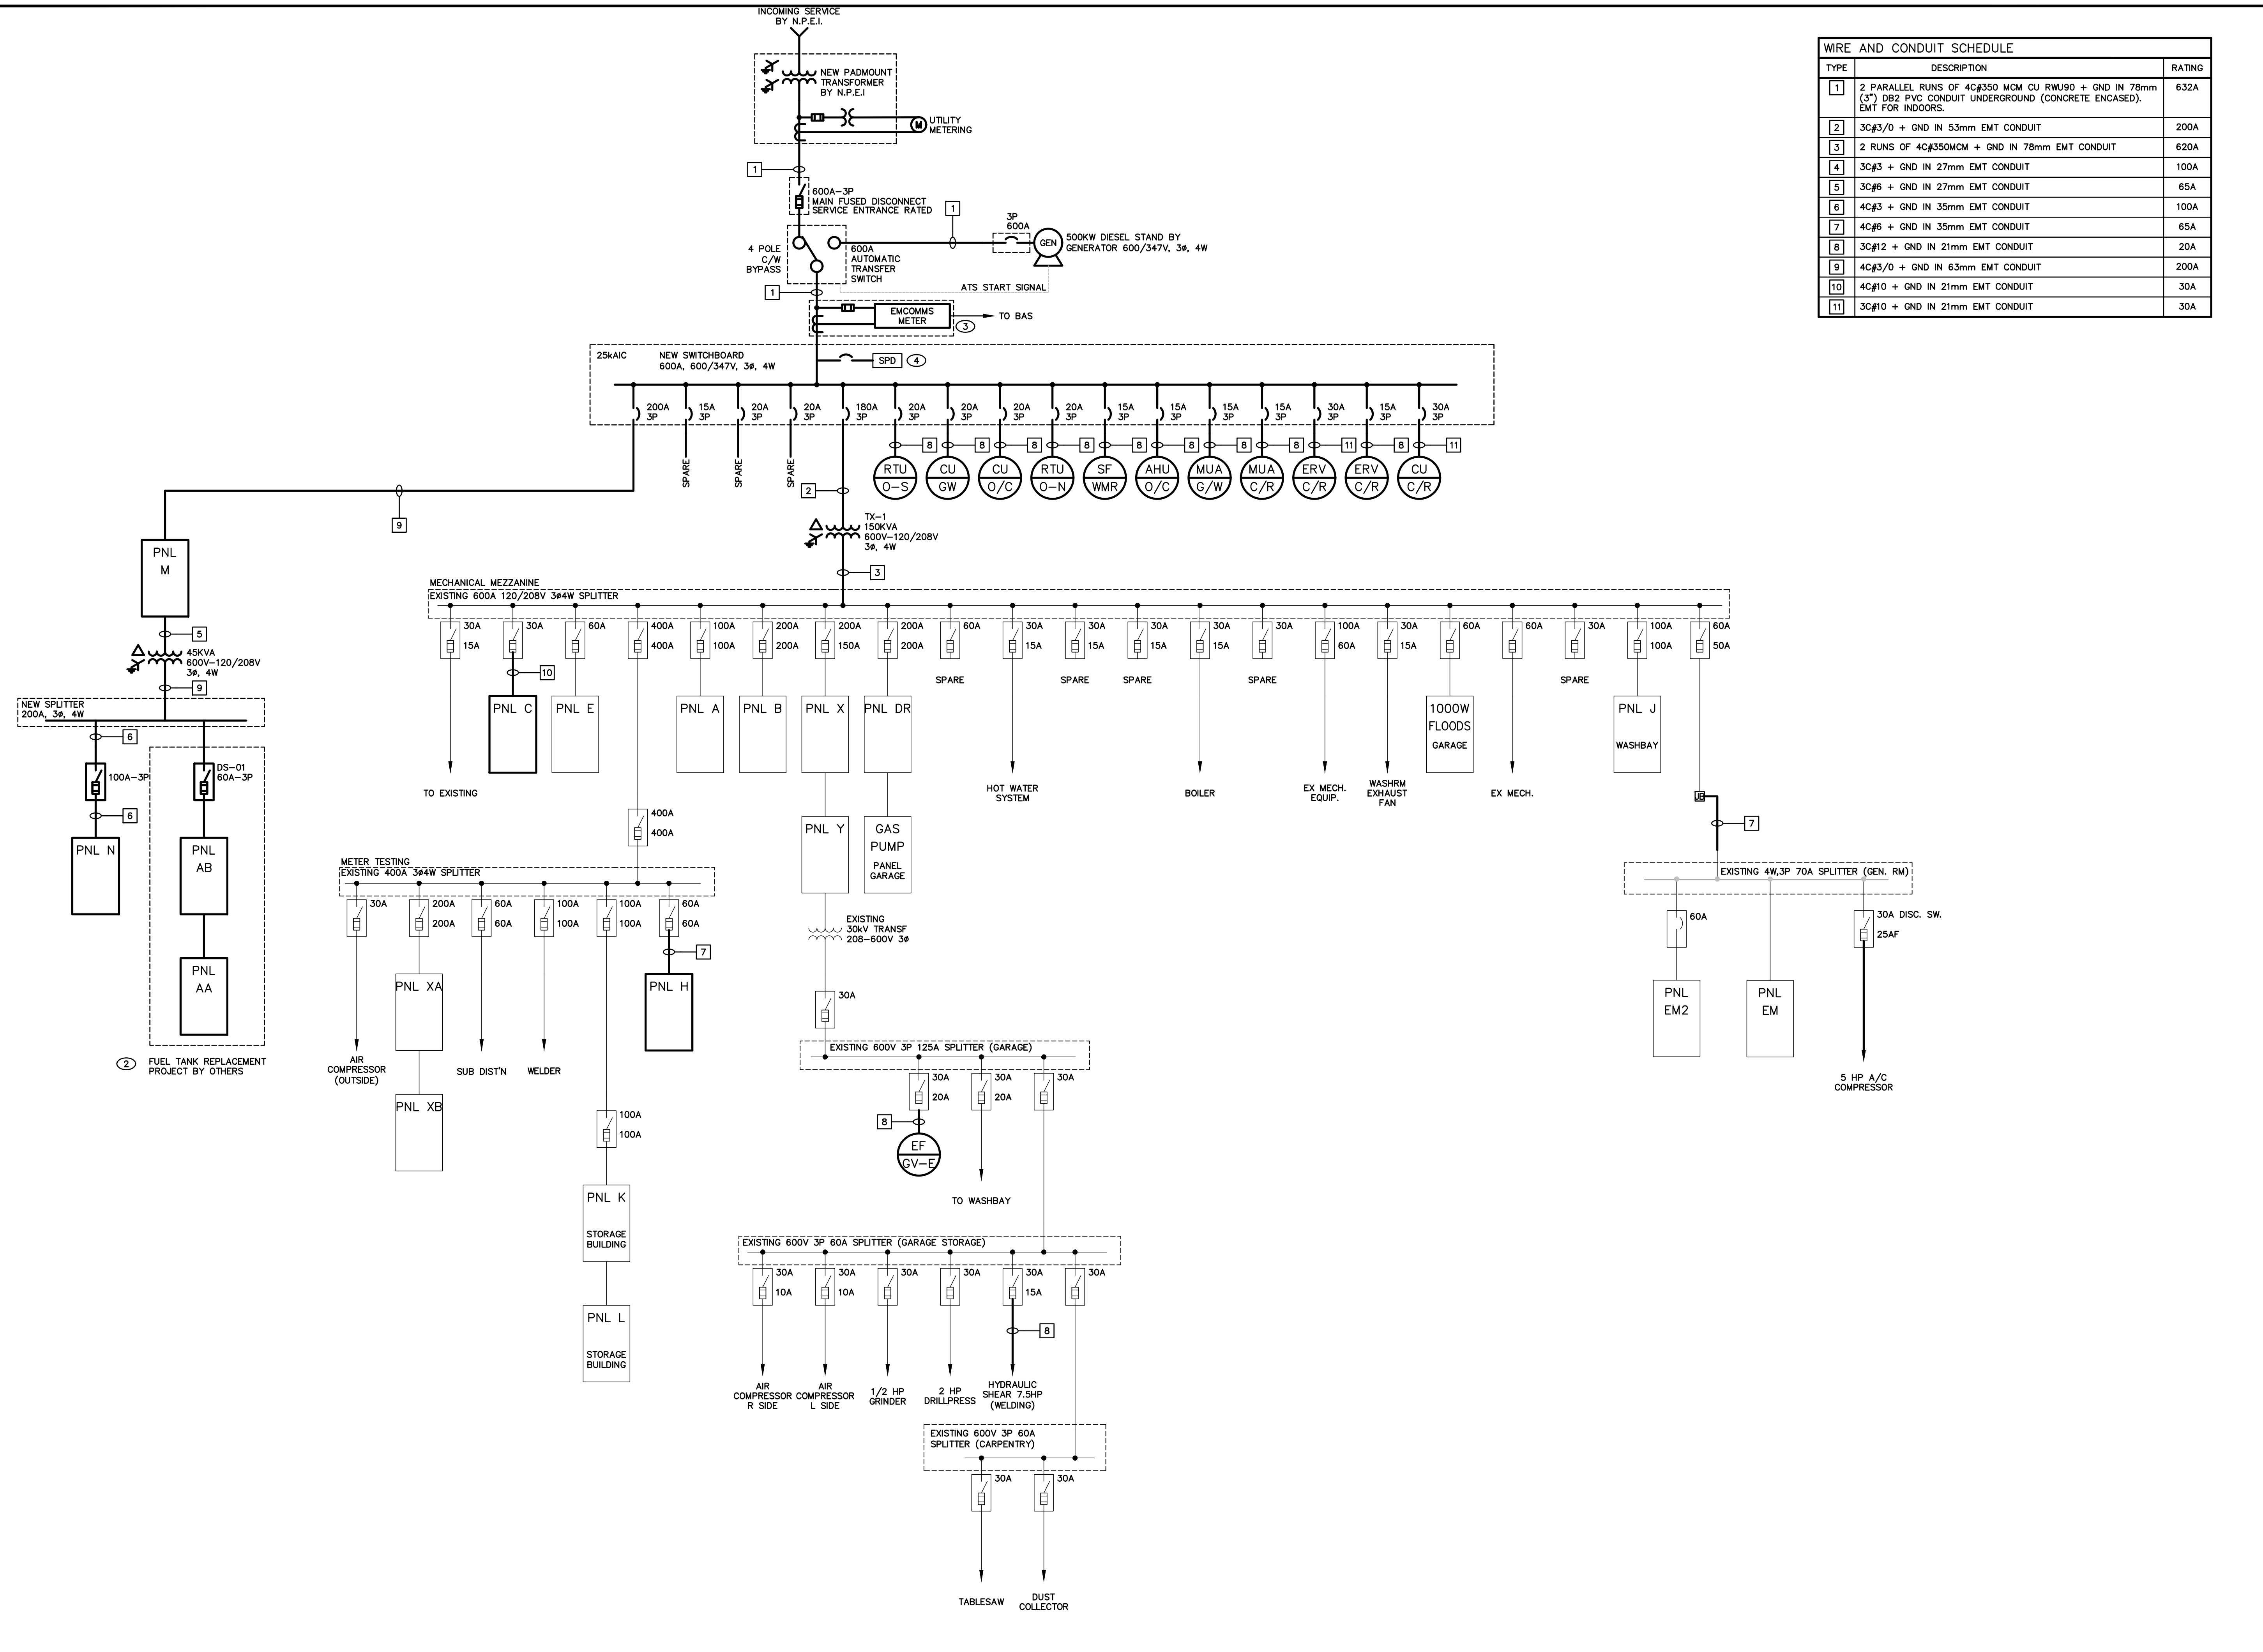 INCOMING SERVICE
BY N.P.E.I.
NEW PADMOUNT
TRANSFORMER
BY N.P.E.I
M
UTILITY
METERING
1
600A-3P
MAIN FUSED DISCONNECT
SERVICE ENTRANCE RATED
1
3P
600A
GEN
500KW DIESEL STAND BY
GENERATOR 600/347V, 3ø, 4W
4 POLE
C/W
BYPASS
600A
AUTOMATIC
TRANSFER
SWITCH
1
ATS START SIGNAL
EMCOMMS
METER
TO BAS
3
WIRE AND CONDUIT SCHEDULE
TYPE DESCRIPTION RATING
1 2 PARALLEL RUNS OF 4C#350 MCM CU RWU90 + GND IN 78mm 632A
(3") DB2 PVC CONDUIT UNDERGROUND (CONCRETE ENCASED).
EMT FOR INDOORS.
2 3C#3/0 + GND IN 53mm EMT CONDUIT 200A
3 2 RUNS OF 4C#350MCM + GND IN 78mm EMT CONDUIT 620A
4 3C#3 + GND IN 27mm EMT CONDUIT 100A
5 3C#6 + GND IN 27mm EMT CONDUIT 65A
6 4C#3 + GND IN 35mm EMT CONDUIT 100A
7 4C#6 + GND IN 35mm EMT CONDUIT 65A
8 3C#12 + GND IN 21mm EMT CONDUIT 20A
9 4C#3/0 + GND IN 63mm EMT CONDUIT 200A
10 4C#10 + GND IN 21mm EMT CONDUIT 30A
11 3C#10 + GND IN 21mm EMT CONDUIT 30A
25kAIC
NEW SWITCHBOARD
600A, 600/347V, 3ø, 4W
SPD 4
200A 15A 20A 20A 180A 20A 20A 20A 20A 15A 15A 15A 15A 30A 15A 30A
3P 3P 3P 3P 3P 3P 3P 3P 3P 3P 3P 3P 3P 3P 3P 3P
8 8 8 8 8 8 8 8 11 8 11
SPARE SPARE SPARE
RTU CU CU RTU SF AHU MUA MUA ERV ERV CU
O-S GW O/C O-N WMR O/C G/W C/R C/R C/R C/R
2
9
TX-1
150KVA
600V-120/208V
3ø, 4W
3
PNL
M
5
45KVA
600V-120/208V
3ø, 4W
9
NEW SPLITTER
200A, 3ø, 4W
6
100A-3P
6
DS-01
60A-3P
PNL N
PNL
AB
PNL
AA
2
FUEL TANK REPLACEMENT
PROJECT BY OTHERS
MECHANICAL MEZZANINE
EXISTING 600A 120/208V 3ø4W SPLITTER
30A 30A 60A 400A 100A 200A 200A 200A 60A 30A 30A 30A 30A 30A 100A 30A 60A 60A 30A 100A 60A
15A 400A 100A 200A 150A 200A 15A 15A 15A 15A 60A 15A 100A 50A
10
SPARE SPARE SPARE SPARE SPARE
PNL C PNL E PNL A PNL B PNL X PNL DR
1000W
FLOODS
GARAGE
PNL J
WASHBAY
TO EXISTING
HOT WATER
SYSTEM
BOILER
EX MECH.
EQUIP.
WASHRM
EXHAUST
FAN
EX MECH.
JB
7
400A
400A
PNL Y
GAS
PUMP
PANEL
GARAGE
METER TESTING
EXISTING 400A 3ø4W SPLITTER
30A 200A 60A 100A 100A 60A
200A 60A 100A 100A 60A
7
PNL XA
PNL H
AIR
COMPRESSOR
(OUTSIDE)
SUB DIST'N
WELDER
PNL XB
100A
100A
PNL K
STORAGE
BUILDING
PNL L
STORAGE
BUILDING
EXISTING
30kV TRANSF
208-600V 3ø
30A
EXISTING 600V 3P 125A SPLITTER (GARAGE)
30A 30A 30A
20A 20A
8
EF
GV-E
TO WASHBAY
EXISTING 600V 3P 60A SPLITTER (GARAGE STORAGE)
30A 30A 30A 30A 30A 30A
10A 10A 15A
8
AIR
COMPRESSOR
R SIDE
AIR
COMPRESSOR
L SIDE
1/2 HP
GRINDER
2 HP
DRILLPRESS
HYDRAULIC
SHEAR 7.5HP
(WELDING)
EXISTING 600V 3P 60A
SPLITTER (CARPENTRY)
30A 30A
TABLESAW
DUST
COLLECTOR
EXISTING 4W,3P 70A SPLITTER (GEN. RM)
60A
30A DISC. SW.
25AF
PNL
EM2
PNL
EM
5 HP A/C
COMPRESSOR